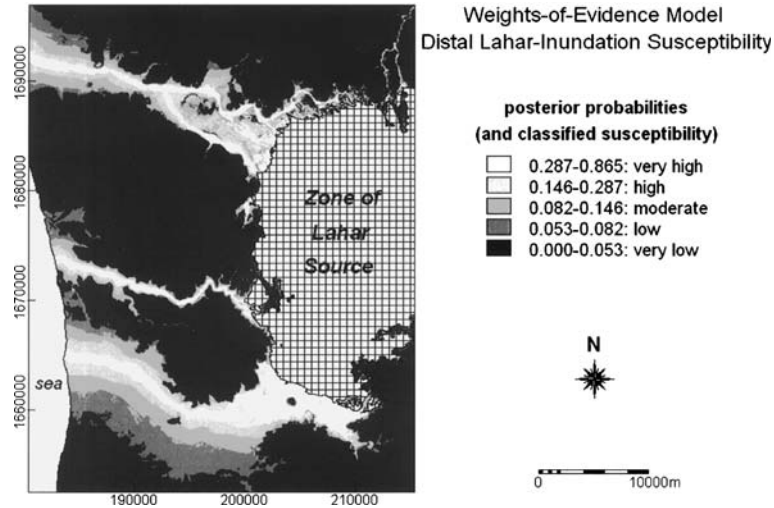 Weights-of-Evidence Model
Distal Lahar-Inundation Susceptibility
posterior probabilities
(and classified susceptibility)
0.287-0.865: very high
0.146-0.287: high
0.082-0.146: moderate
0.053-0.082: low
0.000-0.053: very low
N
0 10000m
1690000
1680000
1670000
1660000
Zone of
Lahar
Source
sea
190000 200000 210000